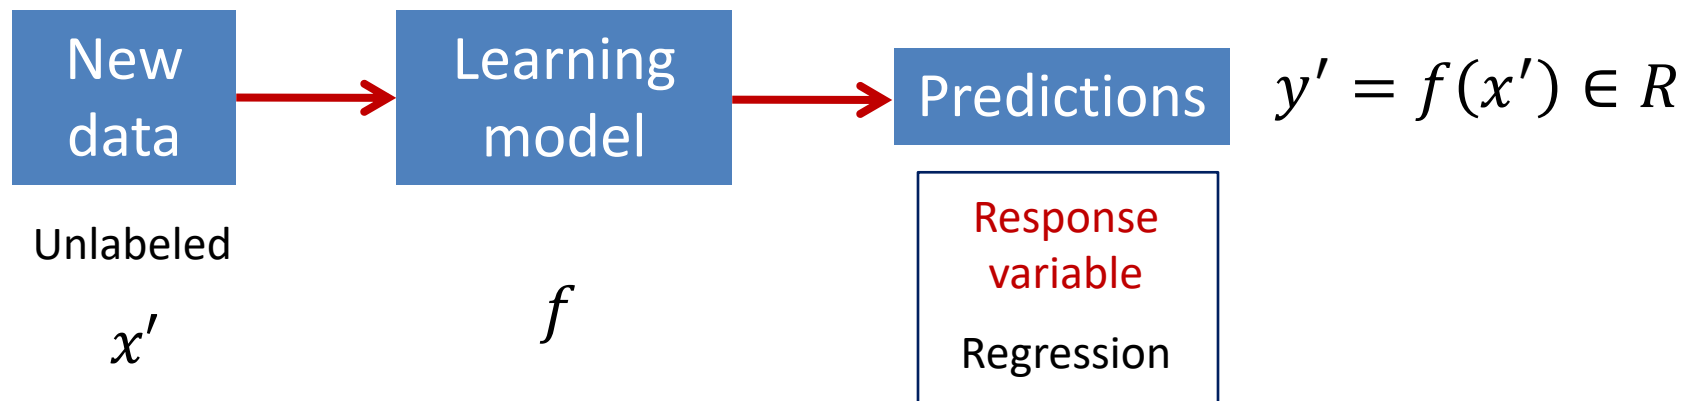 New
data
Learning
model
Predictions
y′ = f(x′) ∈ R
Unlabeled
x′
f
Response
variable
Regression